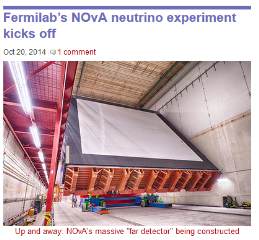 Fermilab's NOvA neutrino experiment
kicks off
Oct 20, 2014 1 comment
Up and away: NOvA's massive "far detector" being constructed